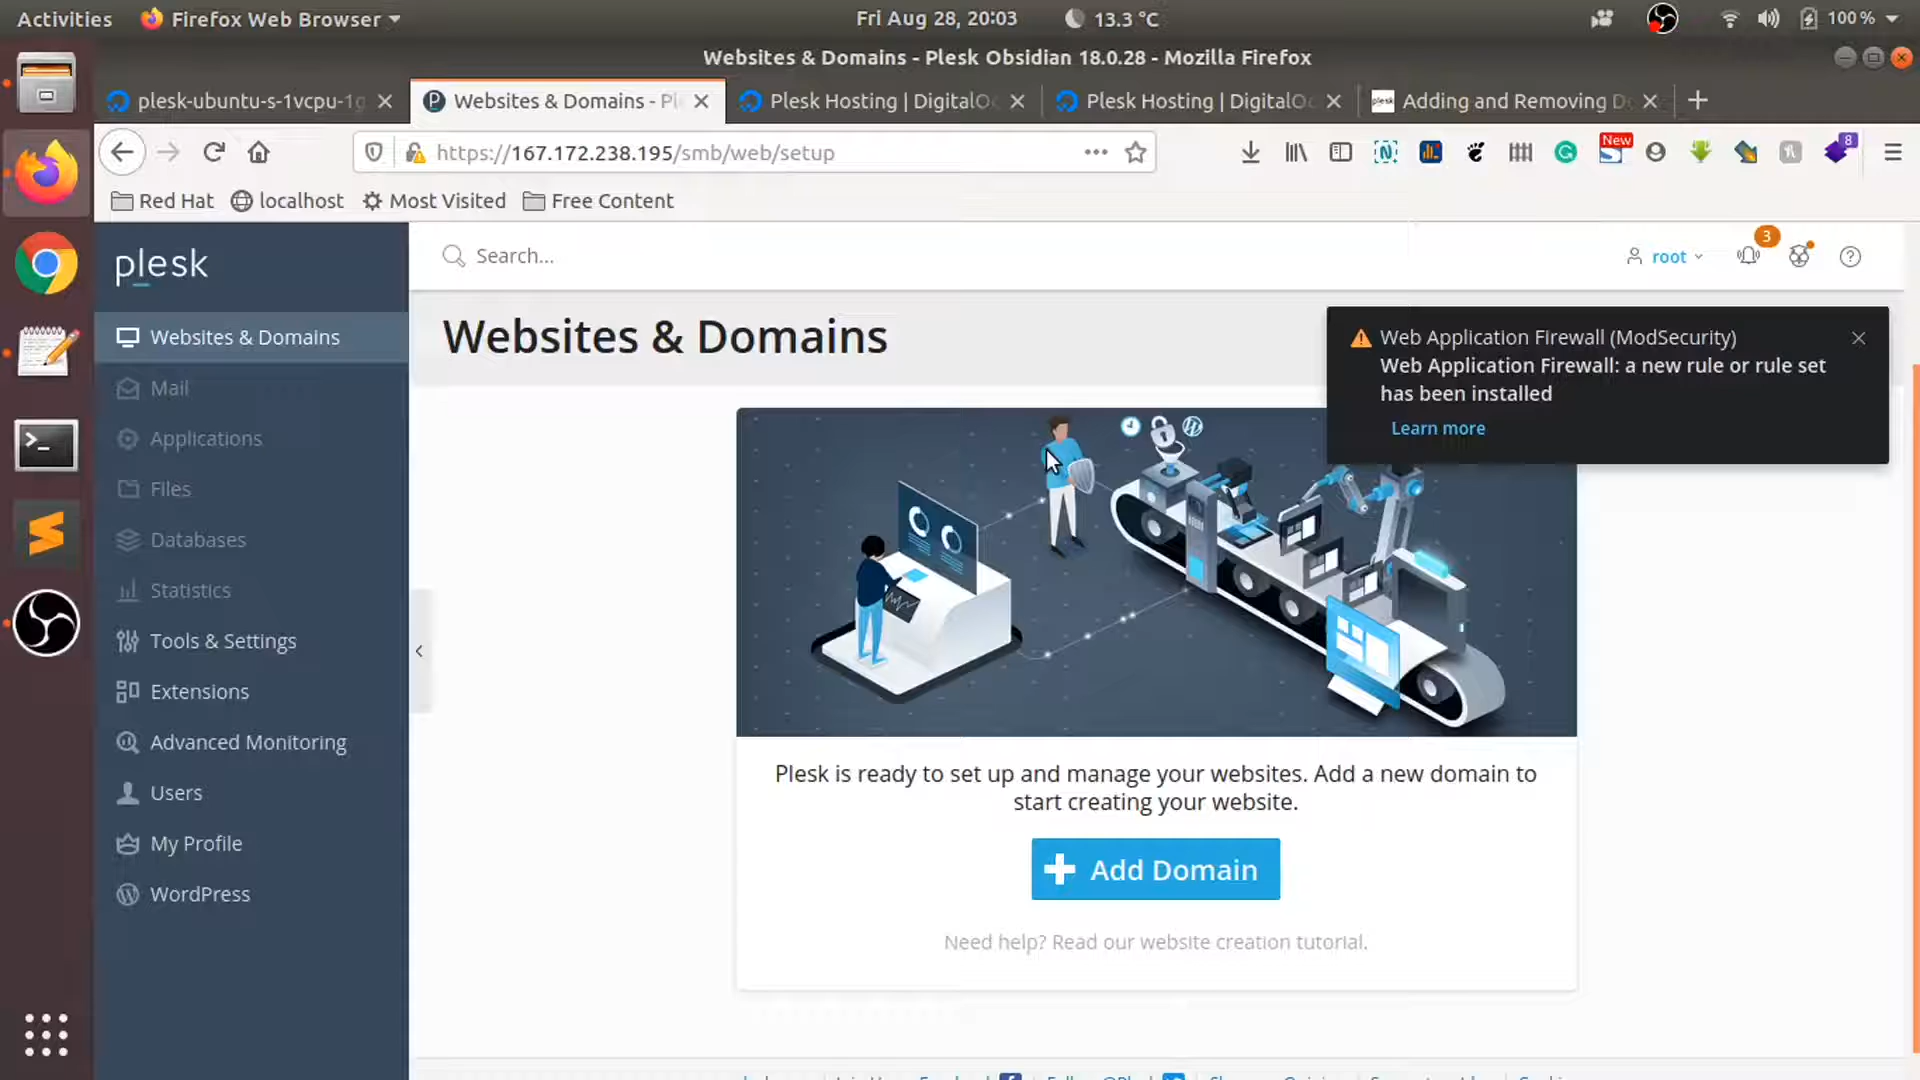 Activities
Firefox Web Browser
Fri Aug 28, 20:03
13.3 °C
100 %
Websites & Domains - Plesk Obsidian 18.0.28 - Mozilla Firefox
plesk-ubuntu-s-1vcpu-1g
Websites & Domains - Pl
Plesk Hosting | DigitalOc
Plesk Hosting | DigitalOc
plesk
Adding and Removing Do
https://167.172.238.195/smb/web/setup
New
8
Red Hat
localhost
Most Visited
Free Content
plesk
Search...
root
3
Websites & Domains
Mail
Applications
Files
Databases
Statistics
Tools & Settings
Extensions
Advanced Monitoring
Users
My Profile
WordPress
Websites & Domains
Web Application Firewall (ModSecurity)
Web Application Firewall: a new rule or rule set
has been installed
Learn more
Plesk is ready to set up and manage your websites. Add a new domain to
start creating your website.
Add Domain
Need help? Read our website creation tutorial.